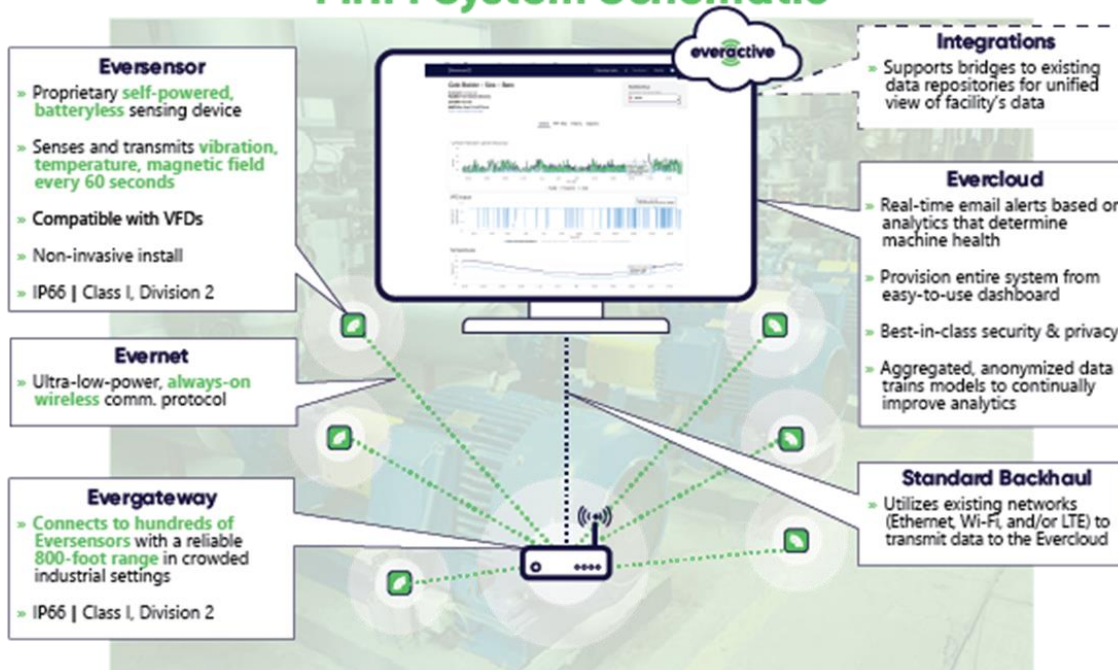 System Schematic
Eversensor
» Proprietary self-powered,
batteryless sensing device
» Senses and transmits vibration,
temperature, magnetic field
every 60 seconds
» Compatible with VFDs
» Non-invasive install
» IP66 | Class I, Division 2
Evernet
» Ultra-low-power, always-on
wireless comm. protocol
Evergateway
» Connects to hundreds of
Eversensors with a reliable
800-foot range in crowded
industrial settings
» IP66 | Class I, Division 2
everactive
Integrations
» Supports bridges to existing
data repositories for unified
view of facility's data
Evercloud
» Real-time email alerts based on
analytics that determine
machine health
» Provision entire system from
easy-to-use dashboard
» Best-in-class security & privacy
» Aggregated, anonymized data
trains models to continually
improve analytics
Standard Backhaul
» Utilizes existing networks
(Ethernet, Wi-Fi, and/or LTE) to
transmit data to the Evercloud